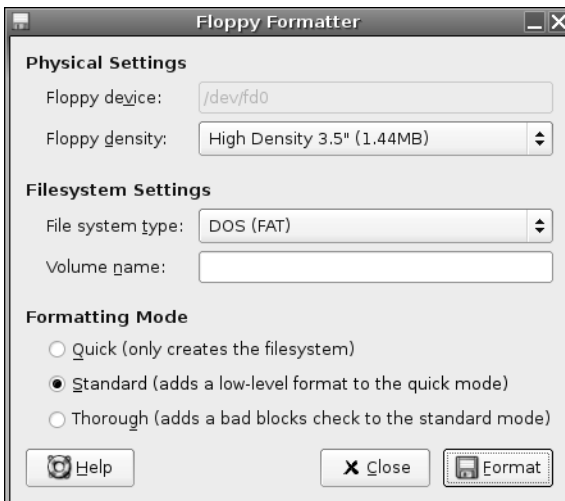 Floppy Formatter
Physical Settings
Floppy device: /dev/fd0
Floppy density: High Density 3.5" (1.44MB)
Filesystem Settings
File system type: DOS (FAT)
Volume name:
Formatting Mode
Quick (only creates the filesystem)
Standard (adds a low-level format to the quick mode)
Thorough (adds a bad blocks check to the standard mode)
Help Close Format